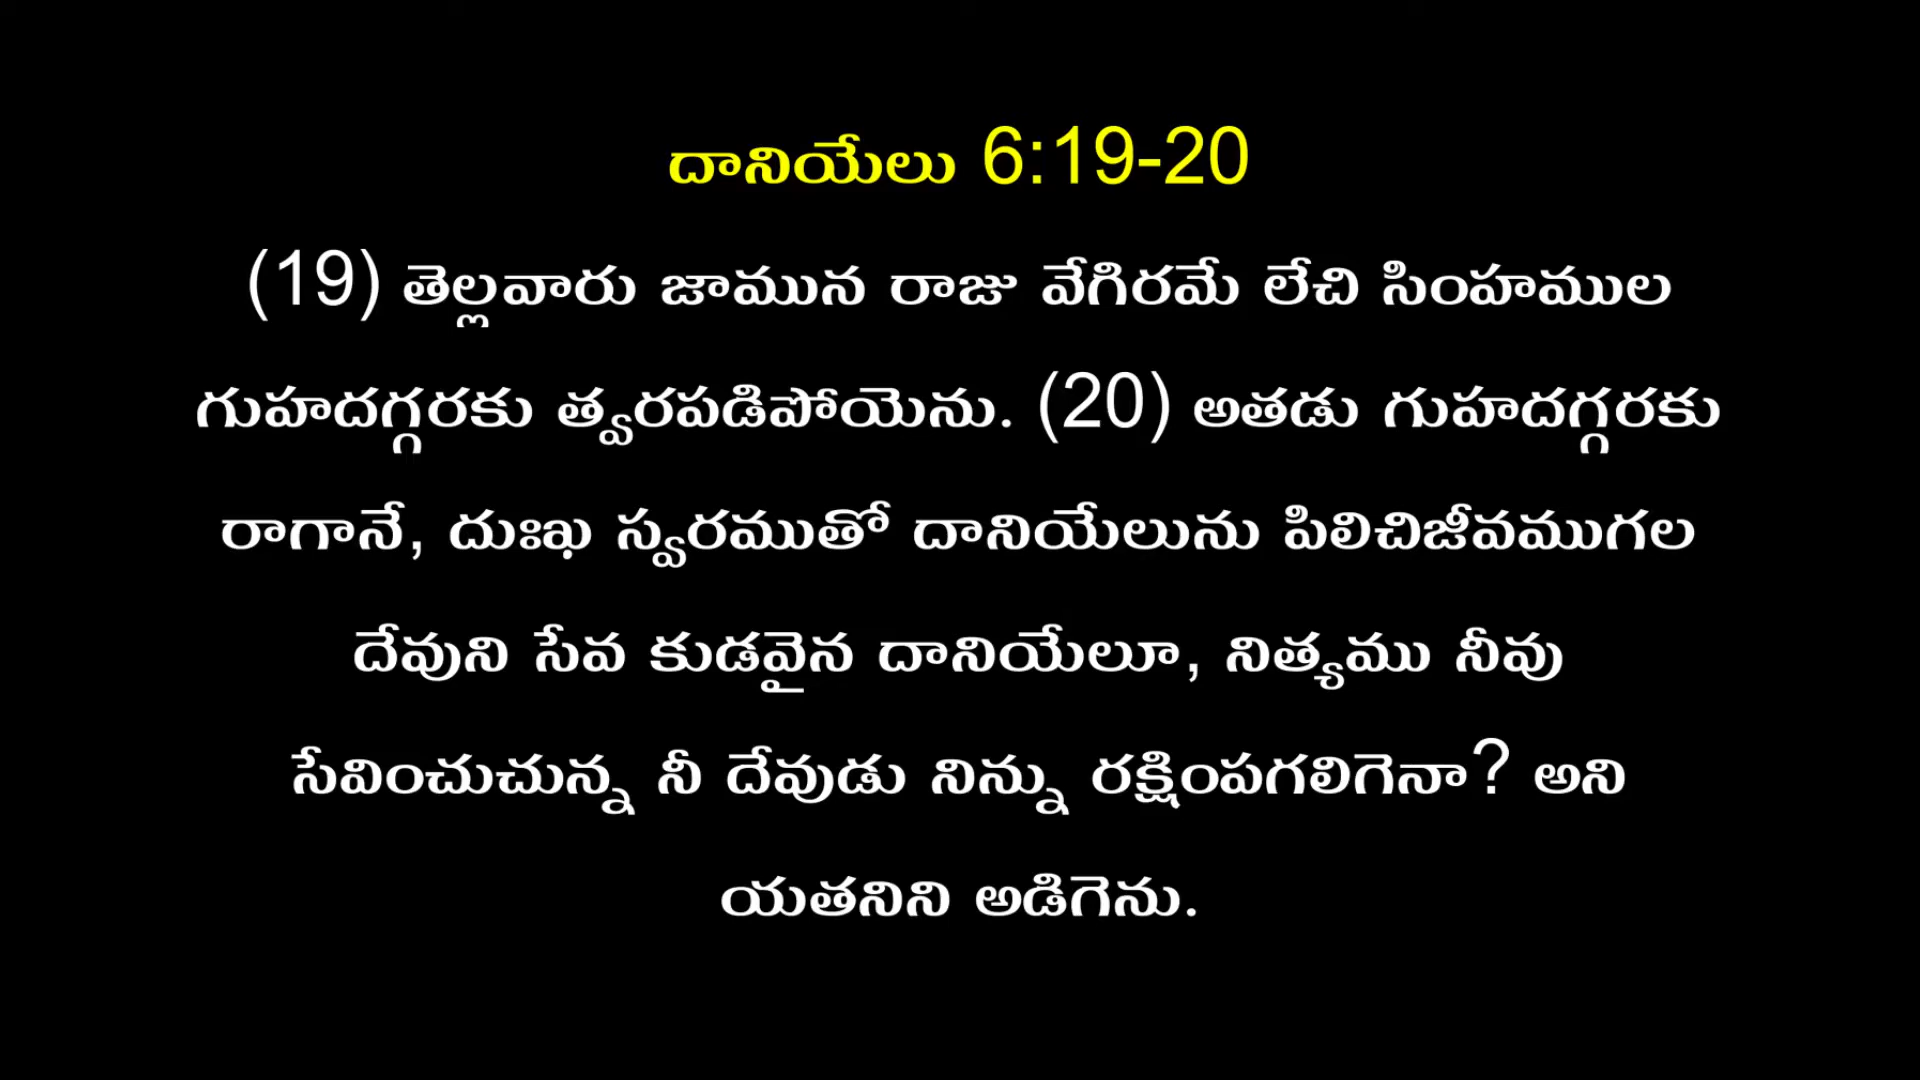 దానియేలు 6:19-20
(19) తెల్లవారు జామున రాజు వేగిరమే లేచి సింహముల
గుహదగ్గరకు త్వరపడిపోయెను. (20) అతడు గుహదగ్గరకు
రాగానే, దుఃఖ స్వరముతో దానియేలును పిలిచిజీవముగల
దేవుని సేవ కుడవైన దానియేలూ, నిత్యము నీవు
సేవించుచున్న నీ దేవుడు నిన్ను రక్షింపగలిగెనా? అని
యతనిని అడిగెను.